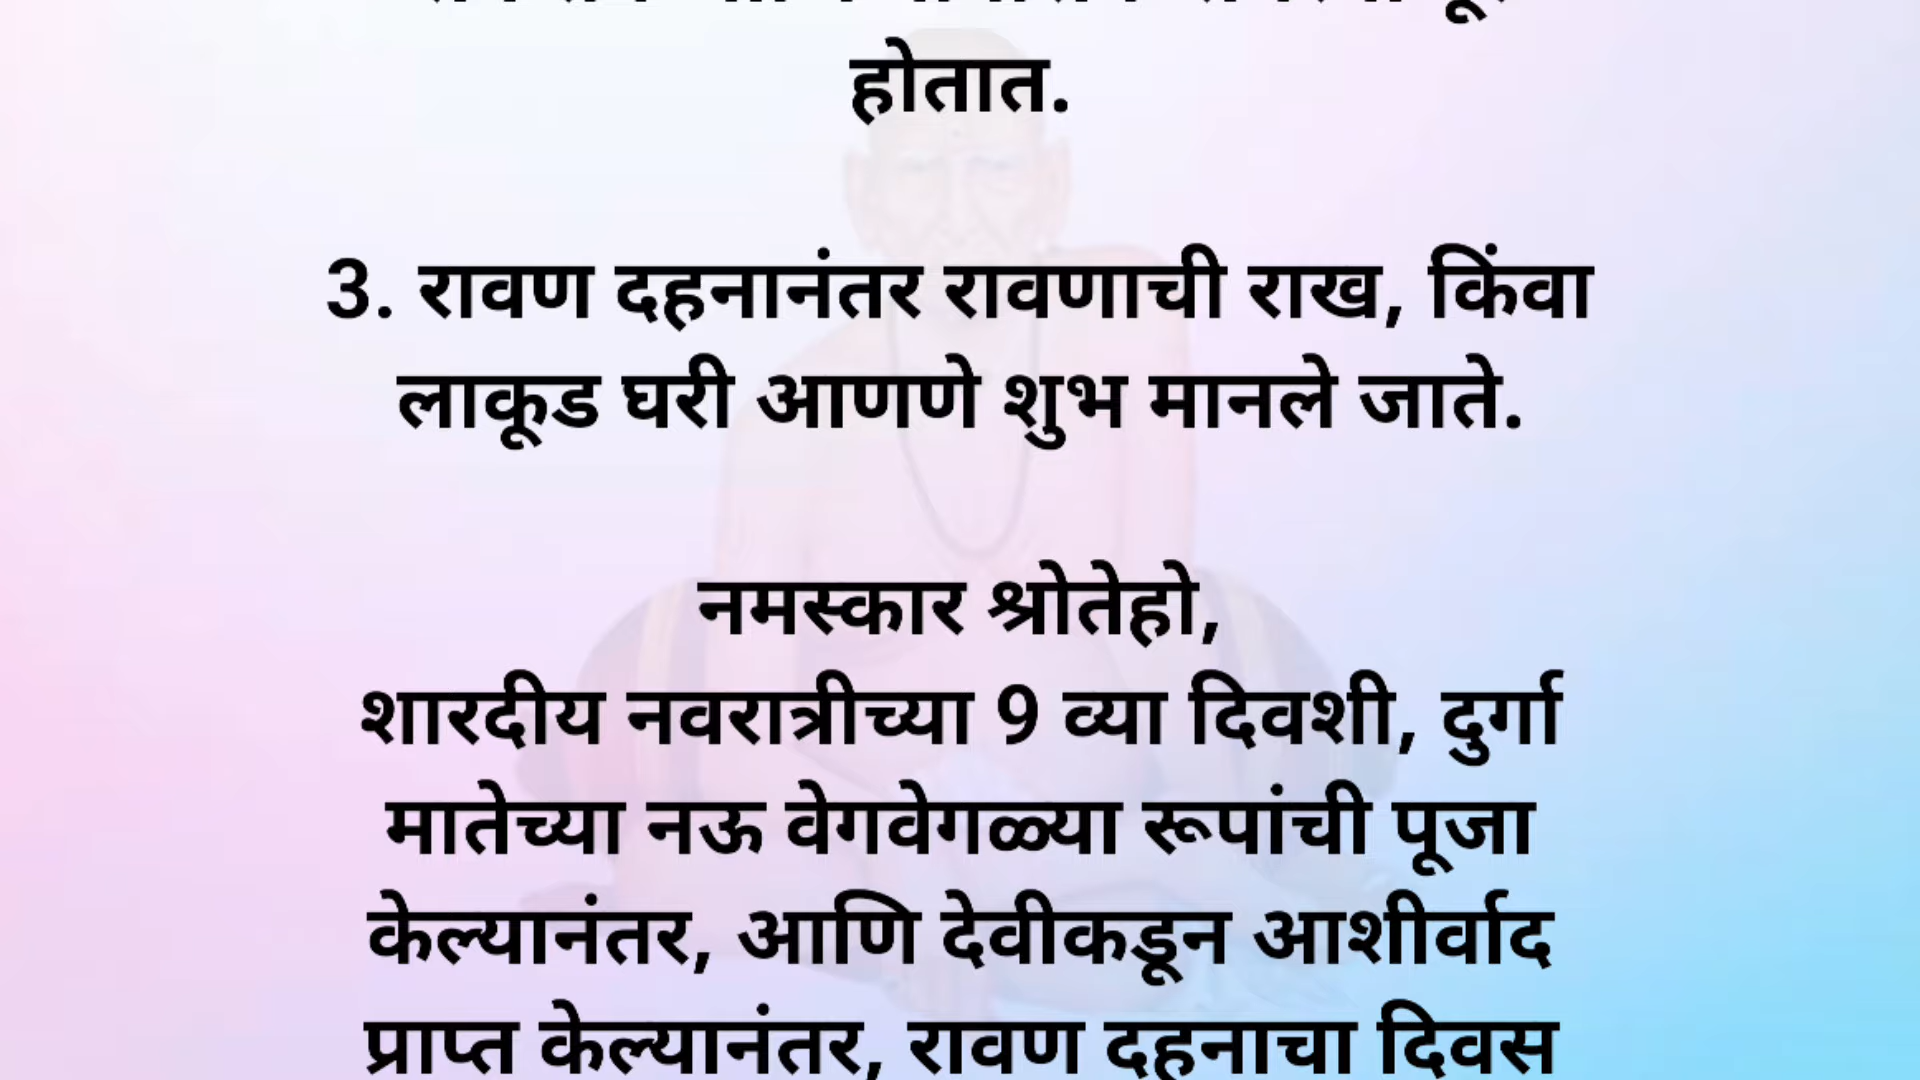 होतात.
3. रावण दहनानंतर रावणाची राख, किंवा
लाकूड घरी आणणे शुभ मानले जाते.
नमस्कार श्रोतेहो,
शारदीय नवरात्रीच्या 9 व्या दिवशी, दुर्गा
मातेच्या नऊ वेगवेगळ्या रूपांची पूजा
केल्यानंतर, आणि देवीकडून आशीर्वाद
प्राप्त केल्यानंतर, रावण दहनाचा दिवस